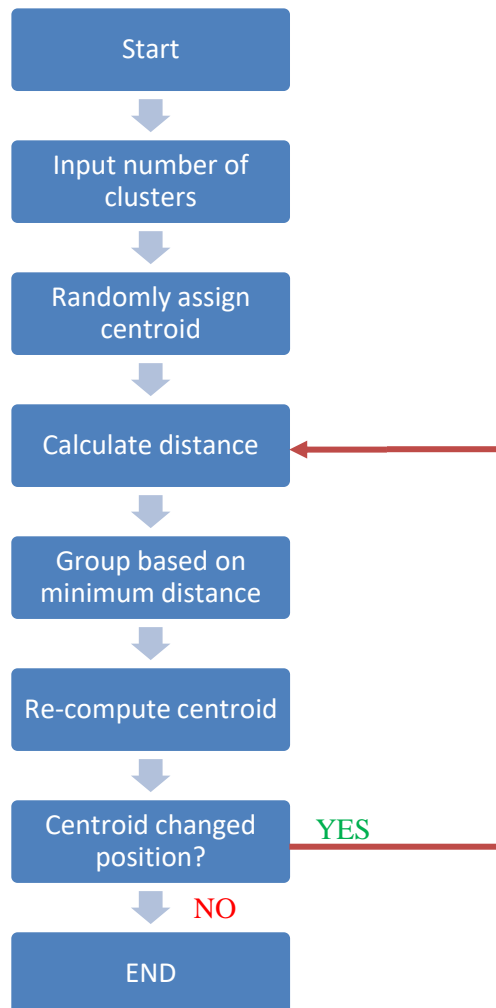 Start
Input number of
clusters
Randomly assign
centroid
Calculate distance
Group based on
minimum distance
Re-compute centroid
Centroid changed
position?
YES
NO
END